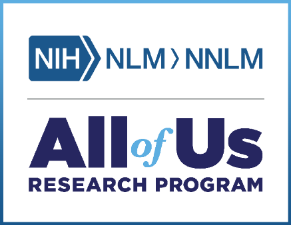 NIH NLM > NNLM
All of Us
RESEARCH PROGRAM